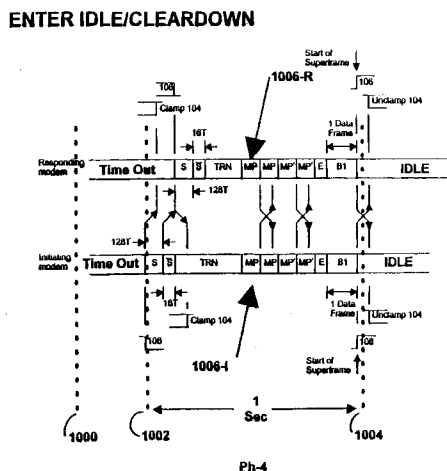 ENTER IDLE/CLEARDOWN
Start of
Superframe
106
106
1006-R
Clamp 104
Unclamp 104
16T
1 Data
Frame
Responding
modem
Time Out
S
S
TRN
MP
MP
MP'
MP'
E
B1
IDLE
128T
128T
Initiating
modem
Time Out
S
S
TRN
MP
MP
MP'
MP'
E
B1
IDLE
16T
1
Clamp 104
1 Data
Frame
Unclamp 104
106
1006-I
Start of
Superframe
106
1
Sec
1000
1002
1004
Ph-4